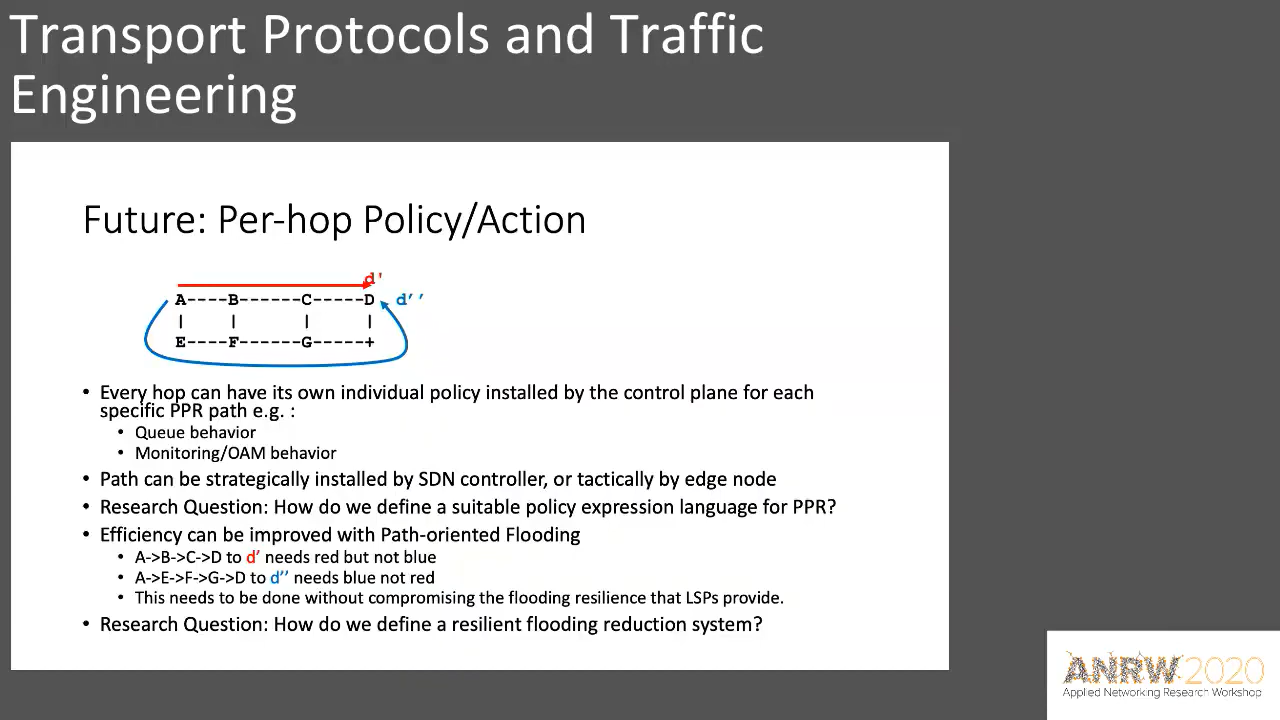 Transport Protocols and Traffic
Engineering
Future: Per-hop Policy/Action
d'
A----B------C-----D d’’
| | | |
E----F------G-----+
• Every hop can have its own individual policy installed by the control plane for each
specific PPR path e.g. :
• Queue behavior
• Monitoring/OAM behavior
• Path can be strategically installed by SDN controller, or tactically by edge node
• Research Question: How do we define a suitable policy expression language for PPR?
• Efficiency can be improved with Path-oriented Flooding
• A->B->C->D to d’ needs red but not blue
• A->E->F->G->D to d’’ needs blue not red
• This needs to be done without compromising the flooding resilience that LSPs provide.
• Research Question: How do we define a resilient flooding reduction system?
ANRW2020
Applied Networking Research Workshop